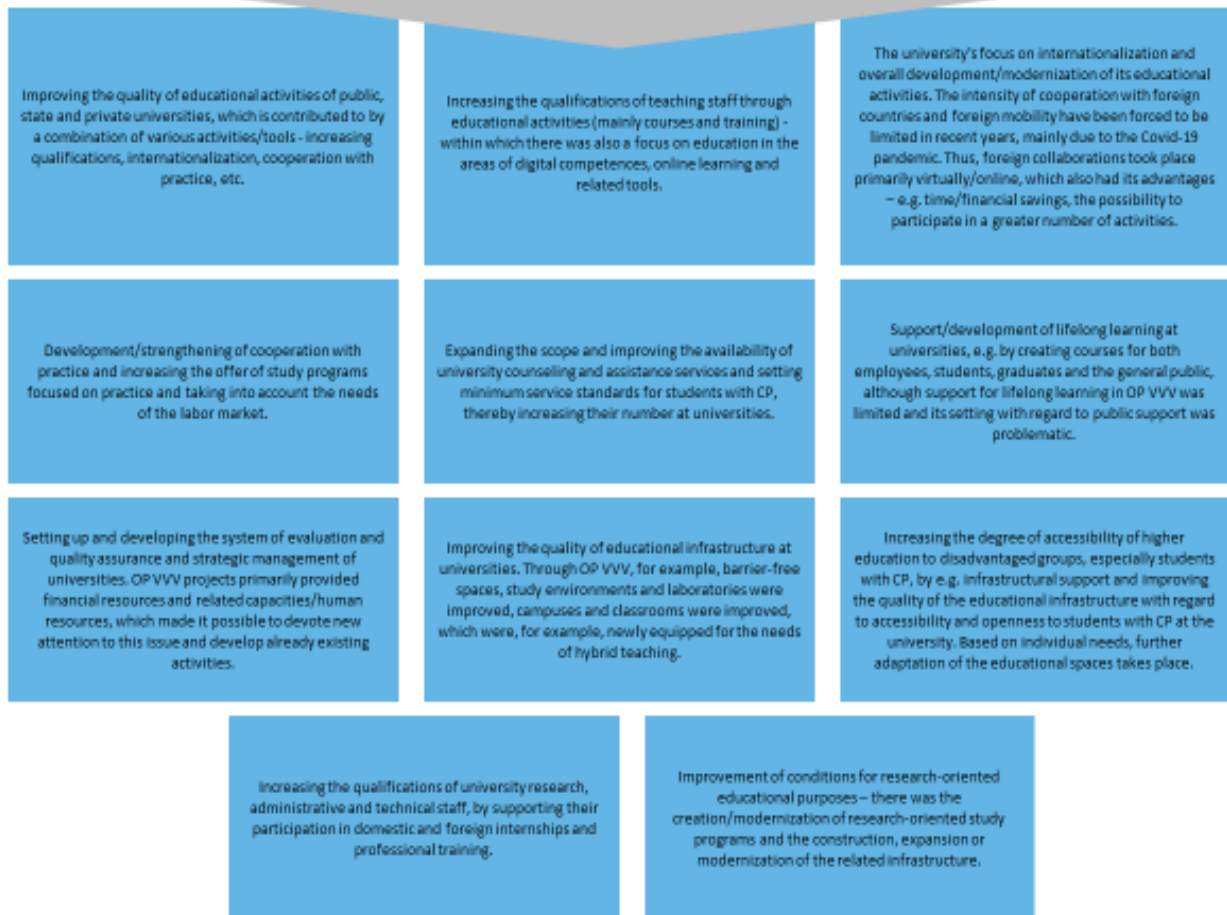 Improving the quality of educational activities of public,
state and private universities, which is contributed to by
a combination of various activities/tools - increasing
qualifications, internationalization, cooperation with
practice, etc.
Increasing the qualifications of teaching staff through
educational activities (mainly courses and training) -
within which there was also a focus on education in the
areas of digital competences, online learning and
related tools.
The university's focus on internationalization and
overall development/modernization of its educational
activities. The intensity of cooperation with foreign
countries and foreign mobility have been forced to be
limited in recent years, mainly due to the Covid-19
pandemic. Thus, foreign collaborations took place
primarily virtually/online, which also had its advantages
– e.g. time/financial savings, the possibility to
participate in a greater number of activities.
Development/strengthening of cooperation with
practice and increasing the offer of study programs
focused on practice and taking into account the needs
of the labor market.
Expanding the scope and improving the availability of
university counseling and assistance services and setting
minimum service standards for students with CP,
thereby increasing their number at universities.
Support/development of lifelong learning at
universities, e.g. by creating courses for both
employees, students, graduates and the general public,
although support for lifelong learning in OP VVV was
limited and its setting with regard to public support was
problematic.
Setting up and developing the system of evaluation and
quality assurance and strategic management of
universities. OP VVV projects primarily provided
financial resources and related capacities/human
resources, which made it possible to devote new
attention to this issue and develop already existing
activities.
Improving the quality of educational infrastructure at
universities. Through OP VVV, for example, barrier-free
spaces, study environments and laboratories were
improved, campuses and classrooms were improved,
which were, for example, newly equipped for the needs
of hybrid teaching.
Increasing the degree of accessibility of higher
education to disadvantaged groups, especially students
with CP, by e.g. infrastructural support and improving
the quality of the educational infrastructure with regard
to accessibility and openness to students with CP at the
university. Based on individual needs, further
adaptation of the educational spaces takes place.
Increasing the qualifications of university research,
administrative and technical staff, by supporting their
participation in domestic and foreign internships and
professional training.
Improvement of conditions for research-oriented
educational purposes – there was the
creation/modernization of research-oriented study
programs and the construction, expansion or
modernization of the related infrastructure.